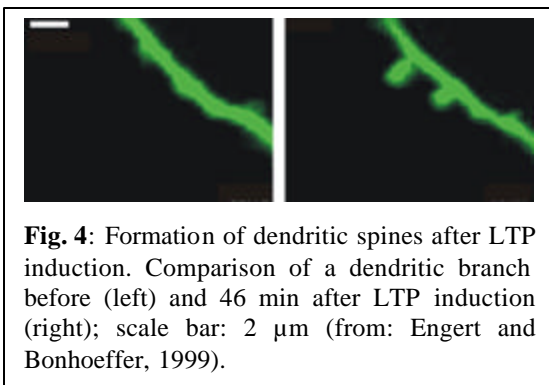 Fig. 4: Formation of dendritic spines after LTP
induction. Comparison of a dendritic branch
before (left) and 46 min after LTP induction
(right); scale bar: 2 µm (from: Engert and
Bonhoeffer, 1999).